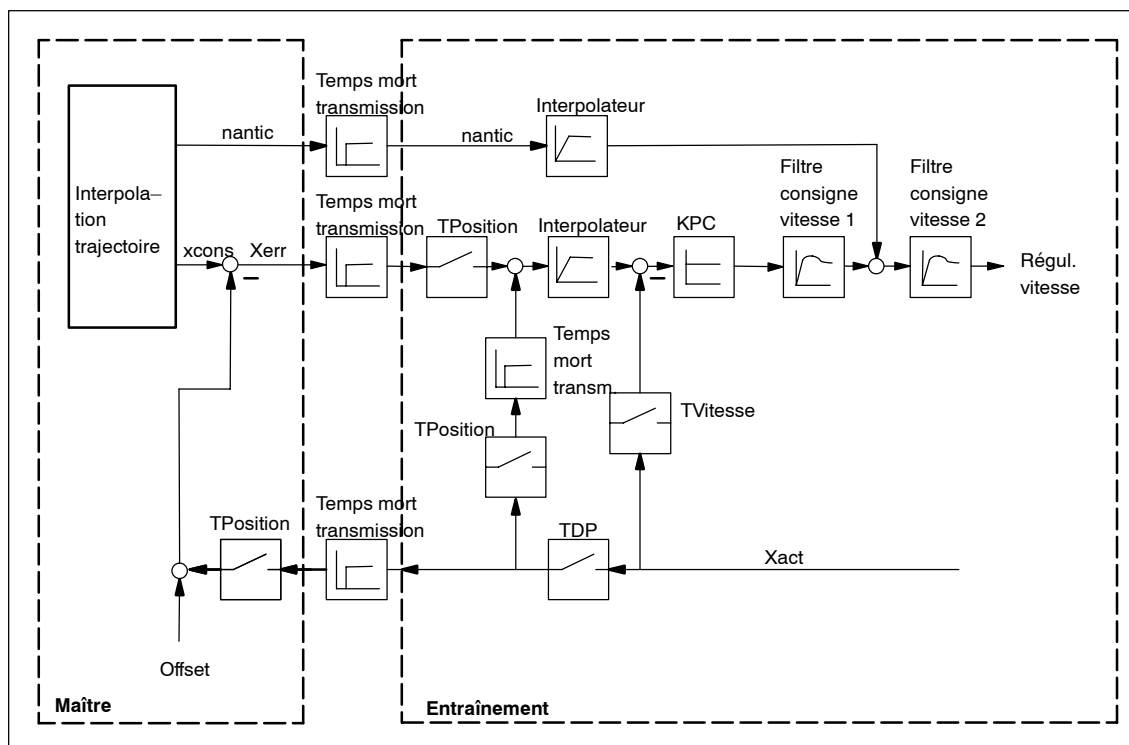 Temps mort
transmission
Interpolateur
nantic
nantic
Interpola–
tion
trajectoire
Filtre
consigne
vitesse 1
Filtre
consigne
vitesse 2
Temps mort
transmission
TPosition
Interpolateur
KPC
xcons
Xerr
–
–
Régul.
vitesse
Temps
mort
transm.
TVitesse
TPosition
Temps mort
transmission
TPosition
TDP
Xact
Offset
Maître
Entraînement